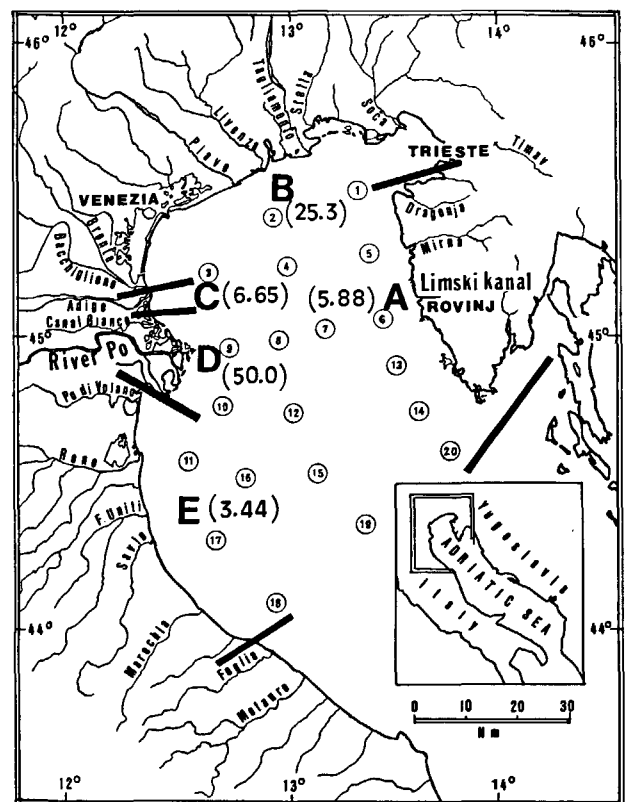 12° 13° 14°
46° 46°
Tagliamento
Stella
Soca
Livenza
Piave
TRIESTE
Timav
VENEZIA
B
(25.3)
1
2
Dragonja
Mirna
Brenta
Bacchiglione
3
4
5
C (6.65)
(5.88) A
Limski kanal
ROVINJ
Adige
Canal Bianco
6
7
45° 45°
River Po
D
(50.0)
9
8
13
Po di Volano
10
12
14
Reno
11
16
15
20
E (3.44)
F. Uniti
Savio
17
19
18
Yugoslavia
ADRIATIC SEA
Italy
44° 44°
Marechia
Foglia
Metauro
0 10 20 30
Nm
12° 13° 14°